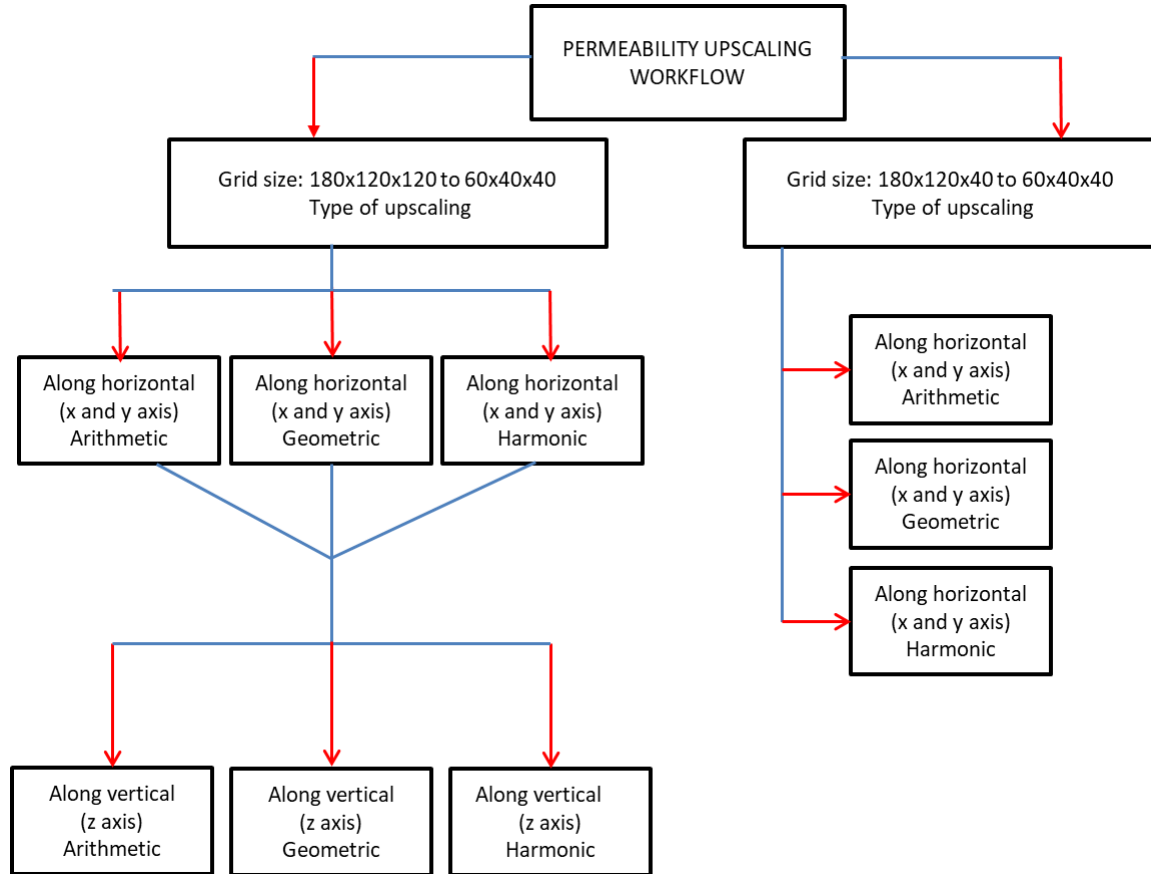 PERMEABILITY UPSCALING
WORKFLOW
Grid size: 180x120x120 to 60x40x40
Type of upscaling
Grid size: 180x120x40 to 60x40x40
Type of upscaling
Along horizontal
(x and y axis)
Arithmetic
Along horizontal
(x and y axis)
Geometric
Along horizontal
(x and y axis)
Harmonic
Along horizontal
(x and y axis)
Arithmetic
Along horizontal
(x and y axis)
Geometric
Along horizontal
(x and y axis)
Harmonic
Along vertical
(z axis)
Arithmetic
Along vertical
(z axis)
Geometric
Along vertical
(z axis)
Harmonic